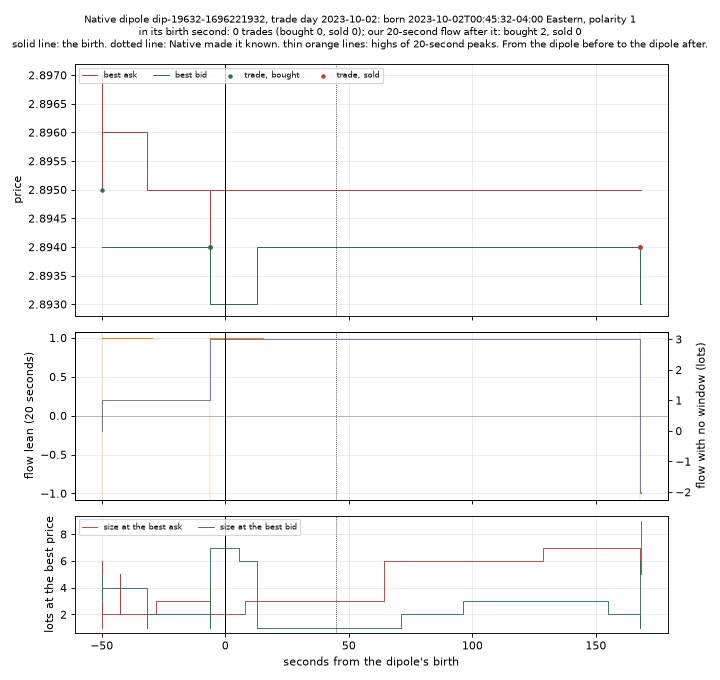 Native dipole dip-19632-1696221932, trade day 2023-10-02: born 2023-10-02T00:45:32-04:00 Eastern, polarity 1
in its birth second: 0 trades (bought 0, sold 0); our 20-second flow after it: bought 2, sold 0
solid line: the birth. dotted line: Native made it known. thin orange lines: highs of 20-second peaks. From the dipole before to the dipole after.
best ask
best bid
trade, bought
trade, sold
2.8970
2.8965
2.8960
2.8955
2.8950
2.8945
2.8940
2.8935
2.8930
price
1.0
0.5
0.0
−0.5
−1.0
flow lean (20 seconds)
3
2
1
0
−1
−2
flow with no window (lots)
size at the best ask
size at the best bid
8
6
4
2
lots at the best price
−50
0
50
100
150
seconds from the dipole's birth